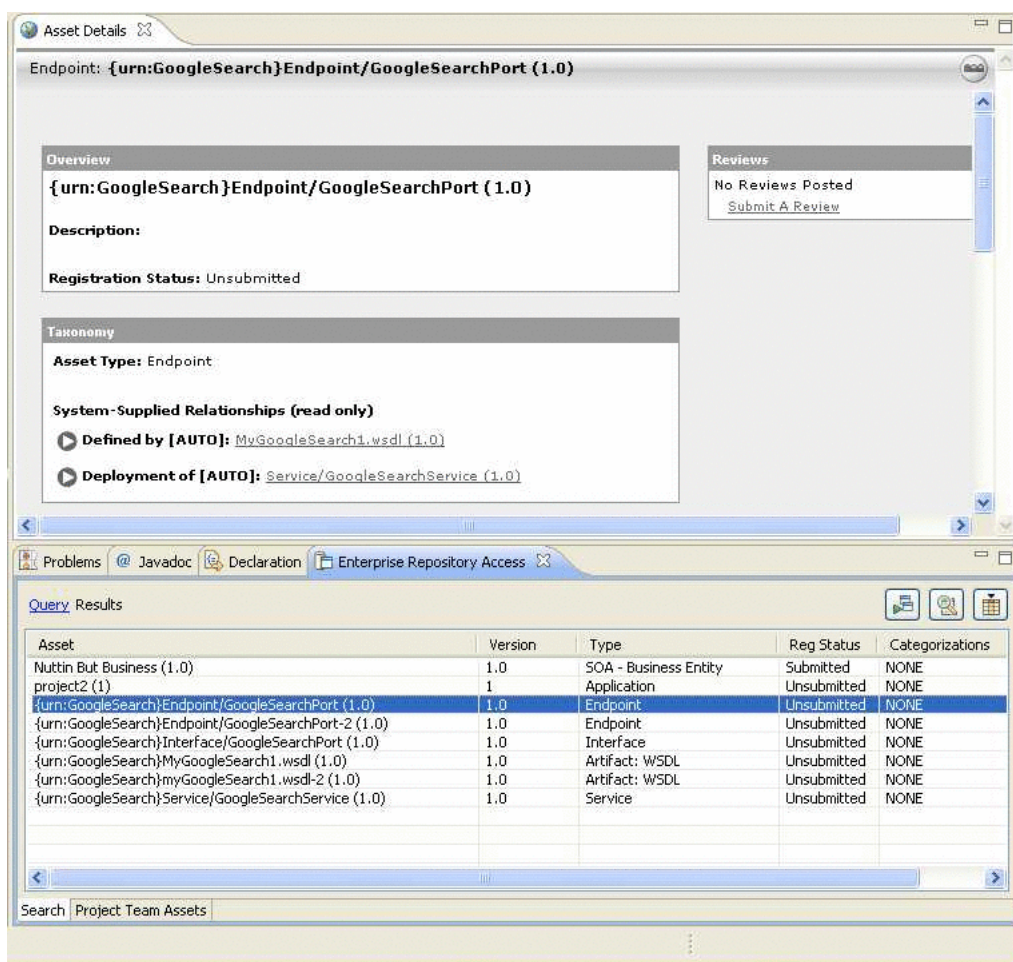 Asset Details
Endpoint: {urn:GoogleSearch}Endpoint/GoogleSearchPort (1.0)
Overview
{urn:GoogleSearch}Endpoint/GoogleSearchPort (1.0)
Description:
Registration Status: Unsubmitted
Reviews
No Reviews Posted
Submit A Review
Taxonomy
Asset Type: Endpoint
System-Supplied Relationships (read only)
Defined by [AUTO]: MyGoogleSearch1.wsdl (1.0)
Deployment of [AUTO]: Service/GoogleSearchService (1.0)
Problems @ Javadoc Declaration Enterprise Repository Access
Query Results
Asset Version Type Reg Status Categorizations
Nuttin But Business (1.0) 1.0 SOA - Business Entity Submitted NONE
project2 (1) 1 Application Unsubmitted NONE
{urn:GoogleSearch}Endpoint/GoogleSearchPort (1.0) 1.0 Endpoint Unsubmitted NONE
{urn:GoogleSearch}Endpoint/GoogleSearchPort-2 (1.0) 1.0 Endpoint Unsubmitted NONE
{urn:GoogleSearch}Interface/GoogleSearchPort (1.0) 1.0 Interface Unsubmitted NONE
{urn:GoogleSearch}MyGoogleSearch1.wsdl (1.0) 1.0 Artifact: WSDL Unsubmitted NONE
{urn:GoogleSearch}myGoogleSearch1.wsdl-2 (1.0) 1.0 Artifact: WSDL Unsubmitted NONE
{urn:GoogleSearch}Service/GoogleSearchService (1.0) 1.0 Service Unsubmitted NONE
Search Project Team Assets